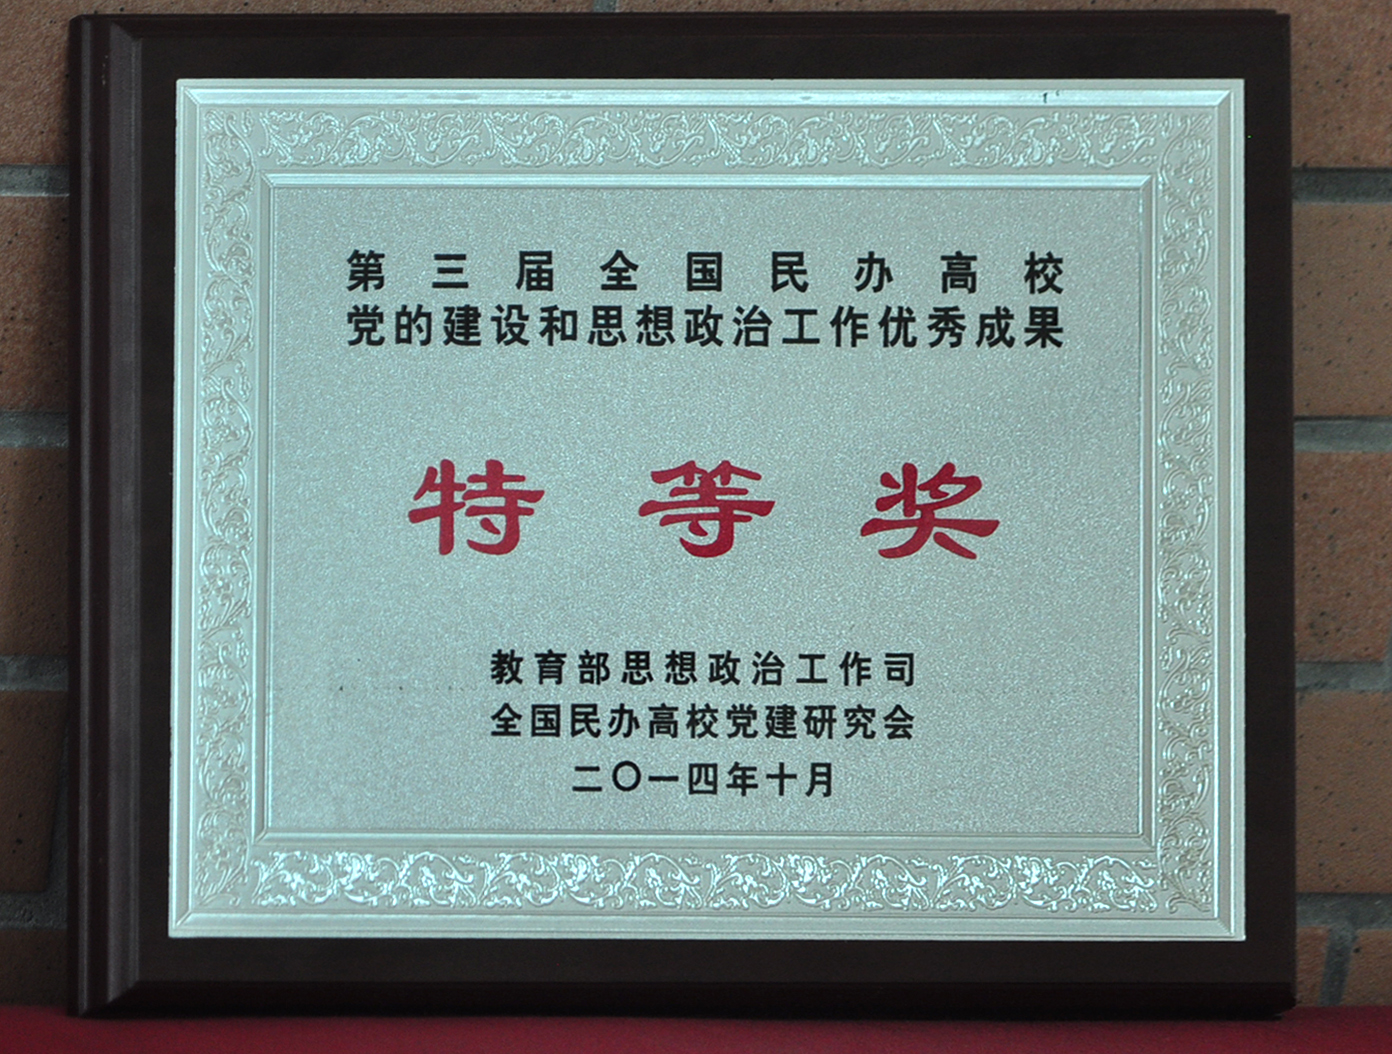 第三届全国民办高校
党的建设和思想政治工作优秀成果
特等奖
教育部思想政治工作司
全国民办高校党建研究会
二〇一四年十月